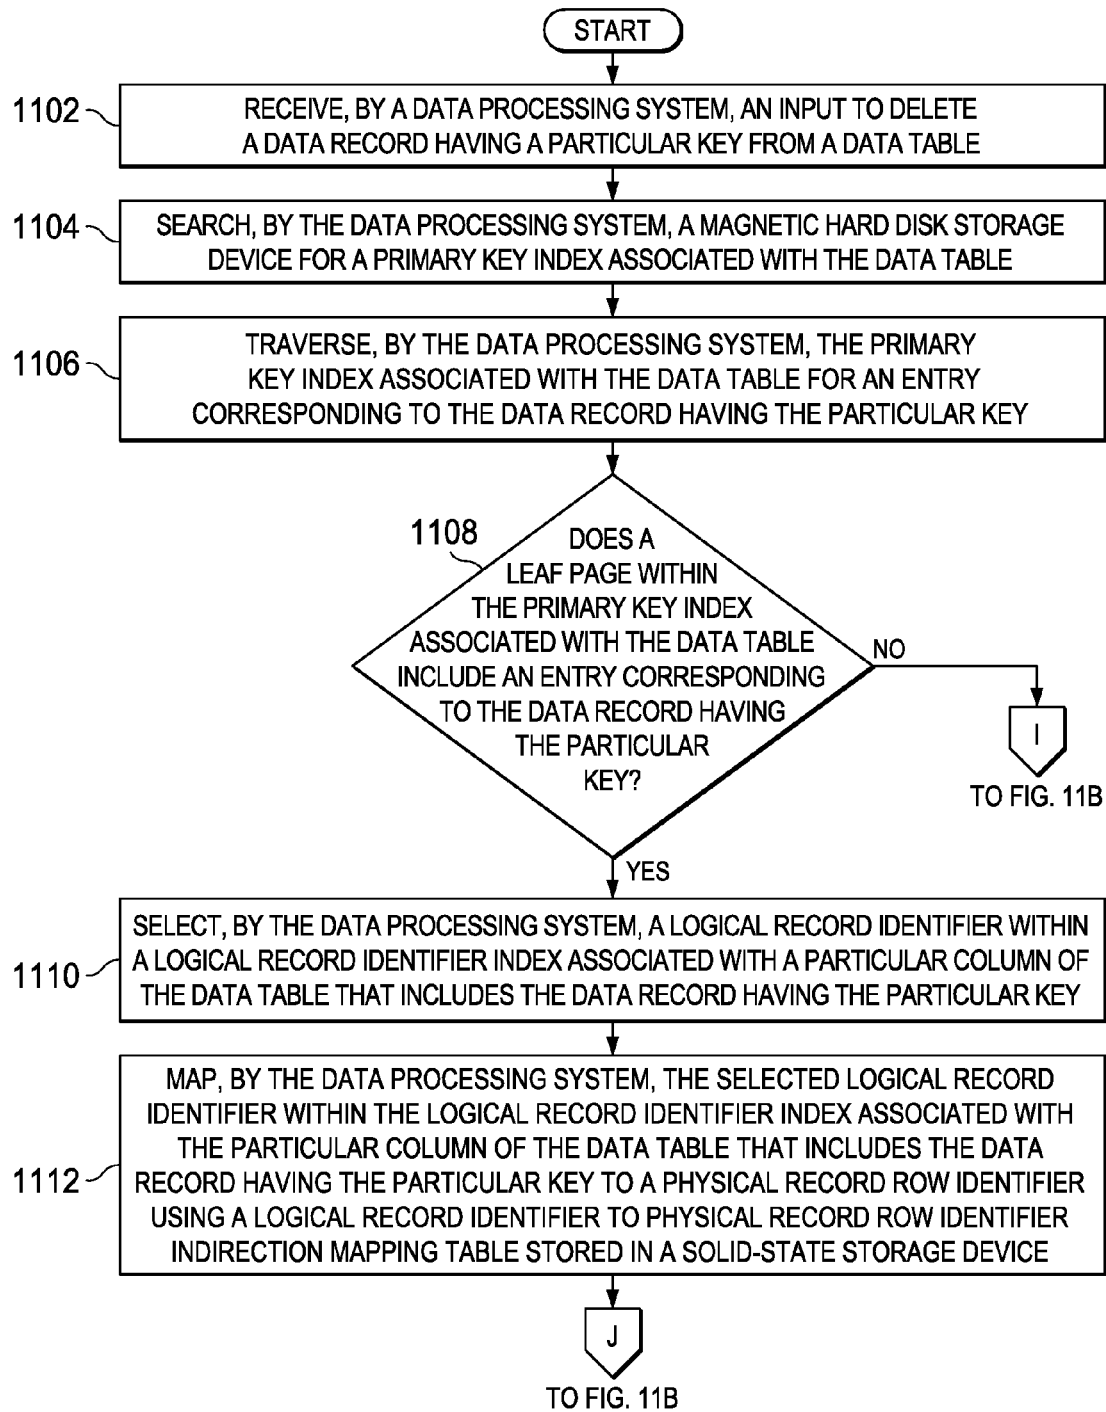 START
1102
RECEIVE, BY A DATA PROCESSING SYSTEM, AN INPUT TO DELETE
A DATA RECORD HAVING A PARTICULAR KEY FROM A DATA TABLE
1104
SEARCH, BY THE DATA PROCESSING SYSTEM, A MAGNETIC HARD DISK STORAGE
DEVICE FOR A PRIMARY KEY INDEX ASSOCIATED WITH THE DATA TABLE
1106
TRAVERSE, BY THE DATA PROCESSING SYSTEM, THE PRIMARY
KEY INDEX ASSOCIATED WITH THE DATA TABLE FOR AN ENTRY
CORRESPONDING TO THE DATA RECORD HAVING THE PARTICULAR KEY
1108
DOES A
LEAF PAGE WITHIN
THE PRIMARY KEY INDEX
ASSOCIATED WITH THE DATA TABLE
INCLUDE AN ENTRY CORRESPONDING
TO THE DATA RECORD HAVING
THE PARTICULAR
KEY?
NO
I
TO FIG. 11B
YES
1110
SELECT, BY THE DATA PROCESSING SYSTEM, A LOGICAL RECORD IDENTIFIER WITHIN
A LOGICAL RECORD IDENTIFIER INDEX ASSOCIATED WITH A PARTICULAR COLUMN OF
THE DATA TABLE THAT INCLUDES THE DATA RECORD HAVING THE PARTICULAR KEY
1112
MAP, BY THE DATA PROCESSING SYSTEM, THE SELECTED LOGICAL RECORD
IDENTIFIER WITHIN THE LOGICAL RECORD IDENTIFIER INDEX ASSOCIATED WITH
THE PARTICULAR COLUMN OF THE DATA TABLE THAT INCLUDES THE DATA
RECORD HAVING THE PARTICULAR KEY TO A PHYSICAL RECORD ROW IDENTIFIER
USING A LOGICAL RECORD IDENTIFIER TO PHYSICAL RECORD ROW IDENTIFIER
INDIRECTION MAPPING TABLE STORED IN A SOLID-STATE STORAGE DEVICE
J
TO FIG. 11B